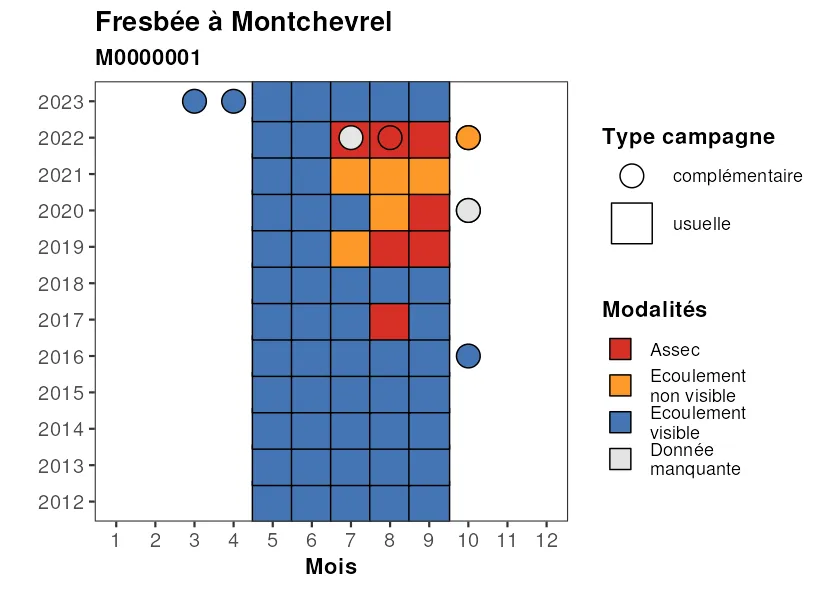 Fresbée à Montchevrel
M0000001
2023
2022
2021
2020
2019
2018
2017
2016
2015
2014
2013
2012
1 2 3 4 5 6 7 8 9 10 11 12
Mois
Type campagne
complémentaire
usuelle
Modalités
Assec
Ecoulement
non visible
Ecoulement
visible
Donnée
manquante